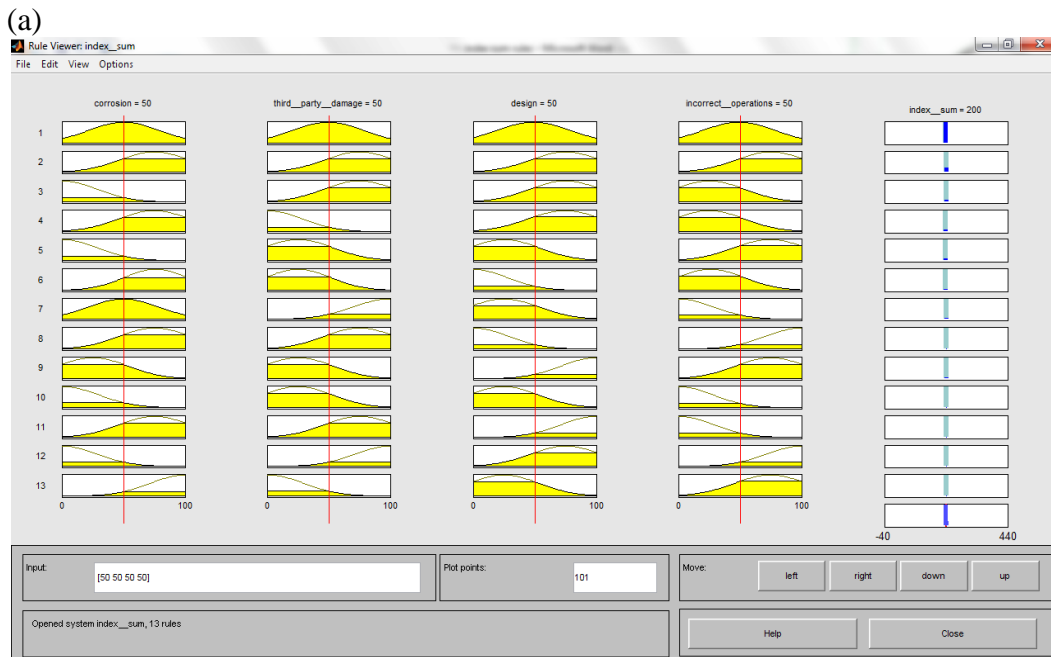 (a)
Rule Viewer: index__sum
File Edit View Options
corrosion = 50 third__party__damage = 50 design = 50 incorrect__operations = 50 index__sum = 200
1
2
3
4
5
6
7
8
9
10
11
12
13
0 100 0 100 0 100 0 100
-40 440
Input: [50 50 50 50] Plot points: 101 Move: left right down up
Opened system index__sum, 13 rules Help Close